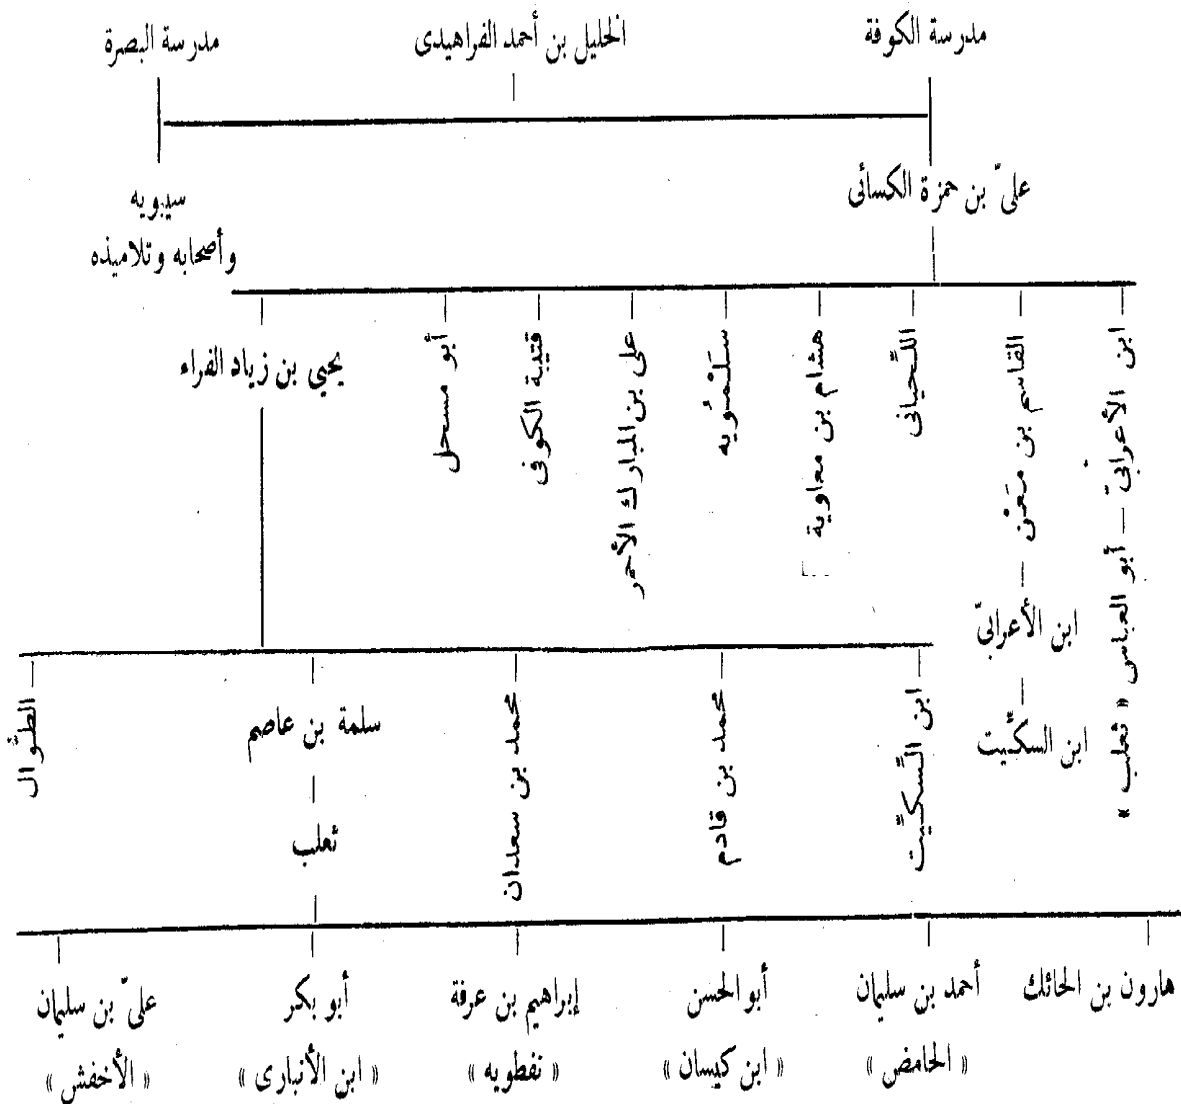 مدرسة الكوفة
الخليل بن أحمد الفراهيدى
مدرسة البصرة
علىّ بن حمزة الكسائى
سيبويه
وأصحابه وتلاميذه
ابن الأعرابىّ — أبو العباس « ثعلب »
القاسم بن مَعْن
ابن الأعرابىّ
ابن السكِّيت
اللِّحيانى
هشام بن معاوية
سَلْمُويه
على بن المبارك الأحمر
قتيبة الكوفى
أبو مسحل
يحيى بن زياد الفراء
ابن السِّكِّيت
محمد بن قادم
محمد بن سعدان
سلمة بن عاصم
ثعلب
الطُّوال
هارون بن الحائك
أحمد بن سليمان
« الحامض »
أبو الحسن
« ابن كيسان »
إبراهيم بن عرفة
« نفطويه »
أبو بكر
« ابن الأنبارى »
علىّ بن سليمان
« الأخفش »